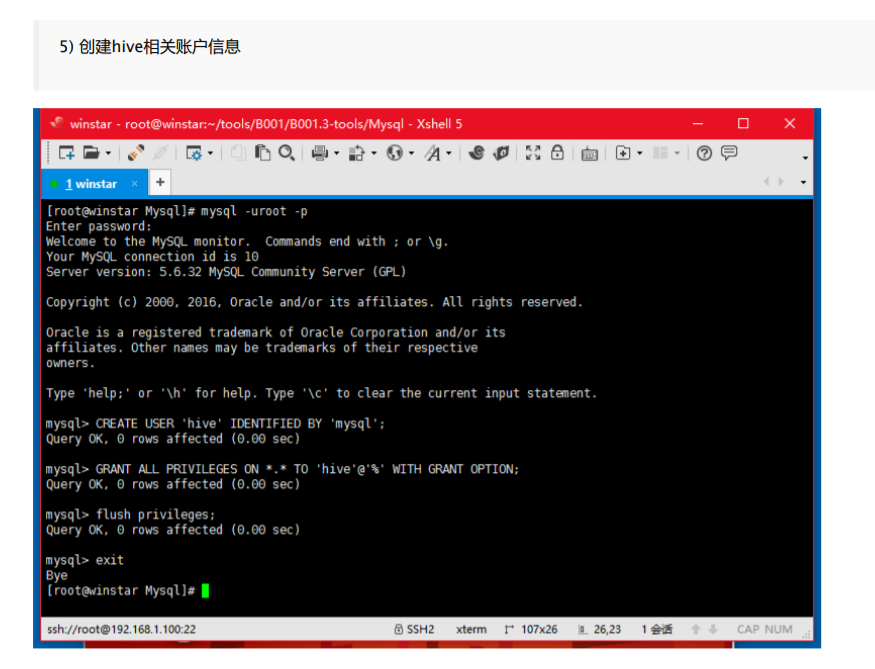 5) 创建hive相关账户信息
winstar - root@winstar:~/tools/B001/B001.3-tools/Mysql - Xshell 5
1 winstar
[root@winstar Mysql]# mysql -uroot -p
Enter password:
Welcome to the MySQL monitor.  Commands end with ; or \g.
Your MySQL connection id is 10
Server version: 5.6.32 MySQL Community Server (GPL)
Copyright (c) 2000, 2016, Oracle and/or its affiliates. All rights reserved.
Oracle is a registered trademark of Oracle Corporation and/or its
affiliates. Other names may be trademarks of their respective
owners.
Type 'help;' or '\h' for help. Type '\c' to clear the current input statement.
mysql> CREATE USER 'hive' IDENTIFIED BY 'mysql';
Query OK, 0 rows affected (0.00 sec)
mysql> GRANT ALL PRIVILEGES ON *.* TO 'hive'@'%' WITH GRANT OPTION;
Query OK, 0 rows affected (0.00 sec)
mysql> flush privileges;
Query OK, 0 rows affected (0.00 sec)
mysql> exit
Bye
[root@winstar Mysql]#
ssh://root@192.168.1.100:22 SSH2 xterm 107x26 26,23 1 会话 CAP NUM